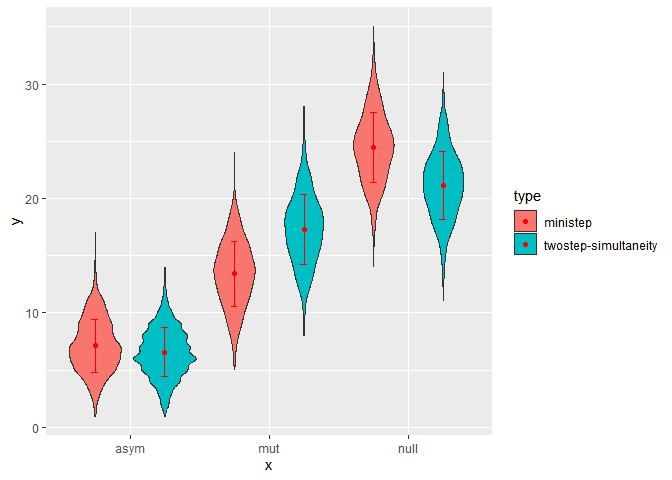 30
20
10
0
y
asym
mut
null
x
type
ministep
twostep-simultaneity